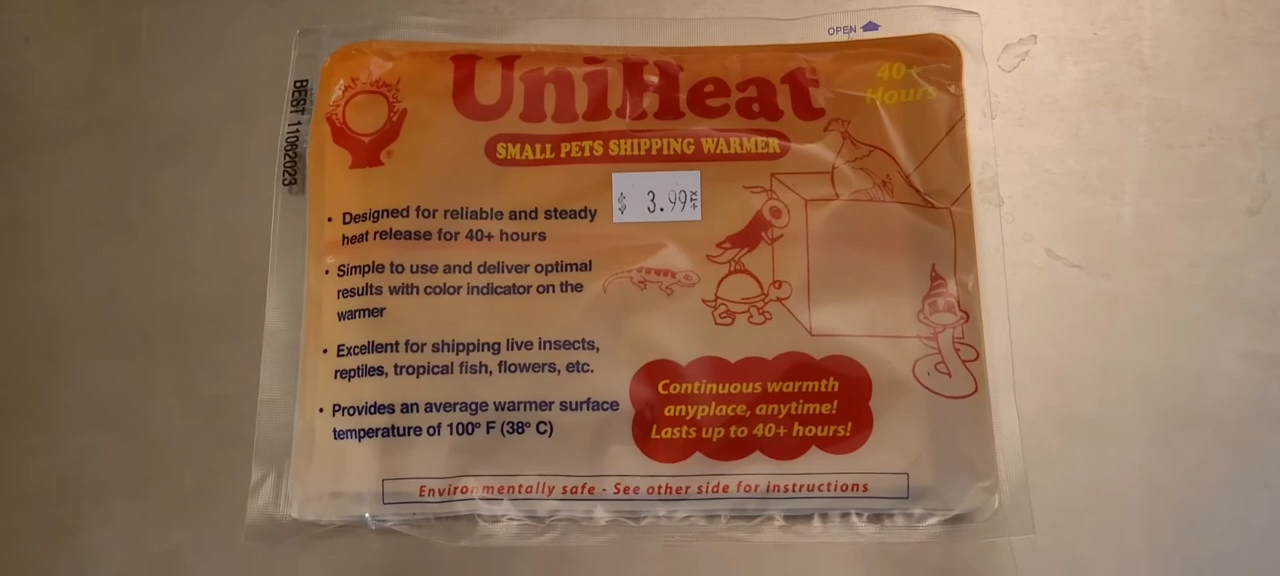 OPEN
UniHeat
40+
Hours
SMALL PETS SHIPPING WARMER
BEST 11062023
$ 3.99 +TX
• Designed for reliable and steady
heat release for 40+ hours
• Simple to use and deliver optimal
results with color indicator on the
warmer
• Excellent for shipping live insects,
reptiles, tropical fish, flowers, etc.
• Provides an average warmer surface
temperature of 100° F (38° C)
Continuous warmth
anyplace, anytime!
Lasts up to 40+ hours!
Environmentally safe - See other side for instructions
®